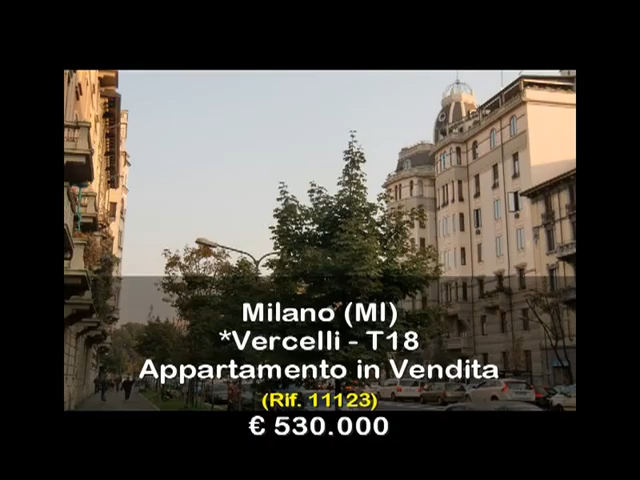 Milano (MI)
*Vercelli - T18
Appartamento in Vendita
(Rif. 11123)
€ 530.000